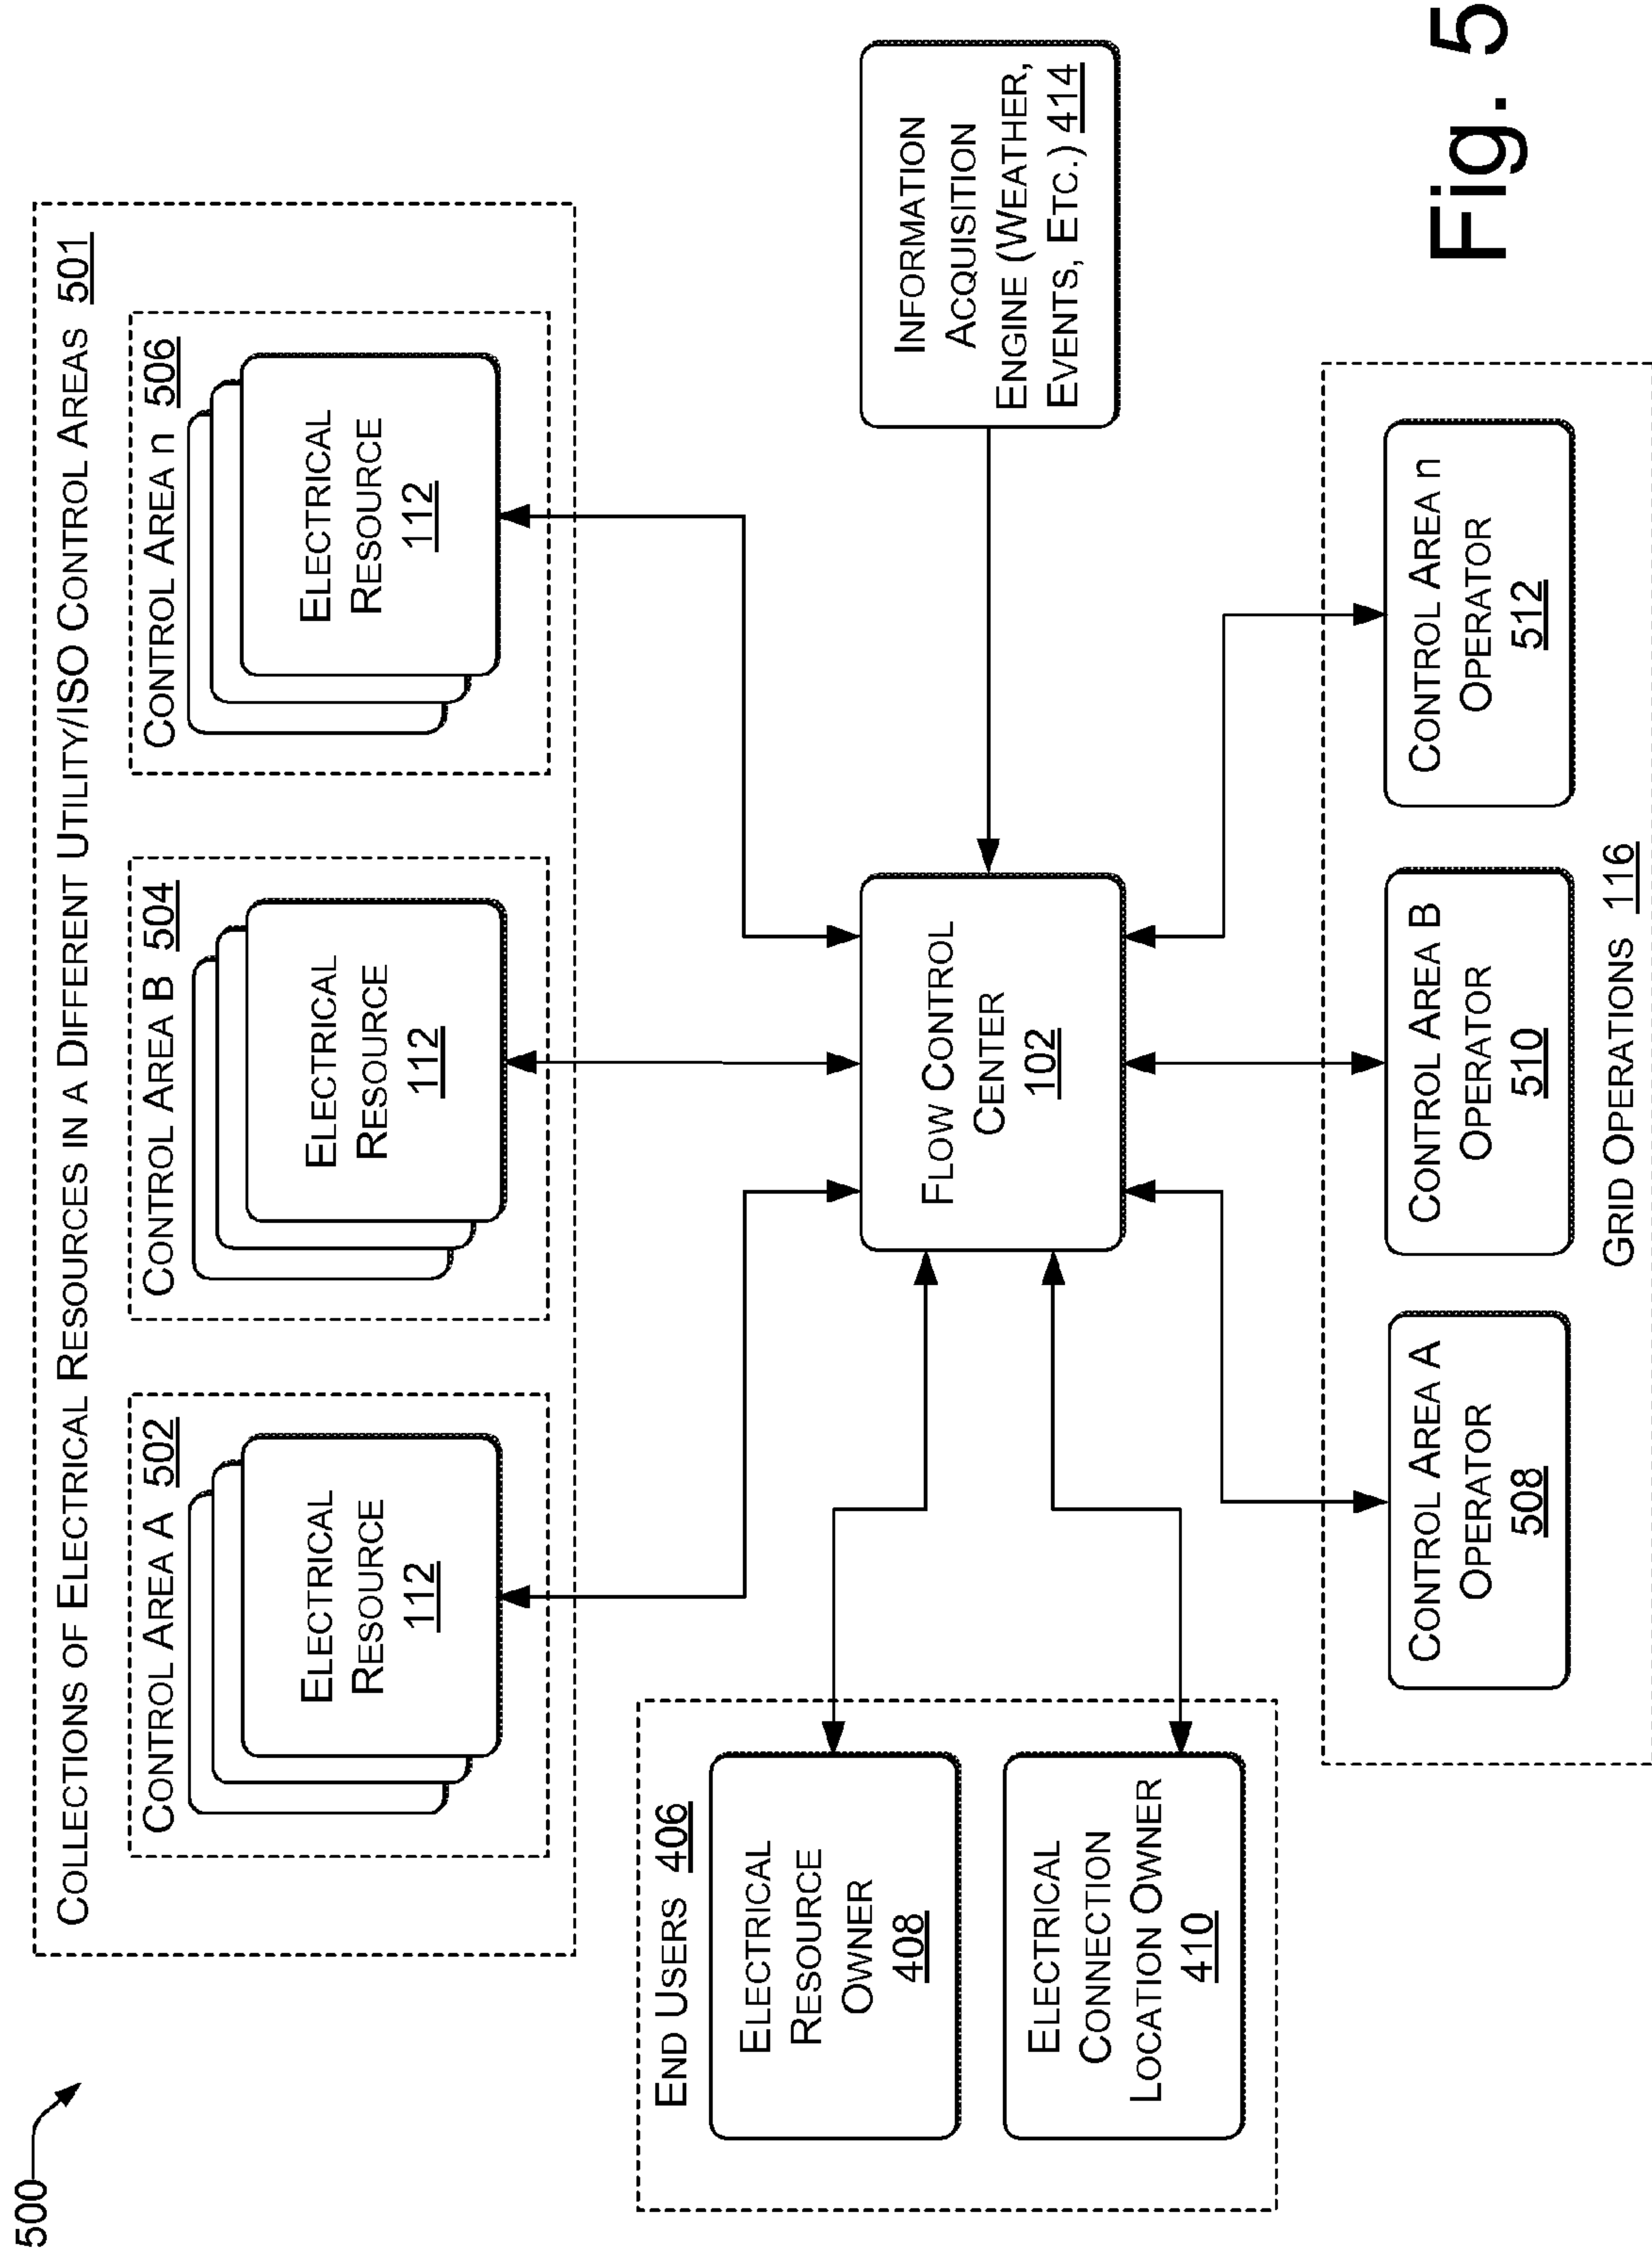 500
COLLECTIONS OF ELECTRICAL RESOURCES IN A DIFFERENT UTILITY/ISO CONTROL AREAS 501
CONTROL AREA A 502
ELECTRICAL
RESOURCE
112
CONTROL AREA B 504
ELECTRICAL
RESOURCE
112
CONTROL AREA n 506
ELECTRICAL
RESOURCE
112
END USERS 406
ELECTRICAL
RESOURCE
OWNER
408
ELECTRICAL
CONNECTION
LOCATION OWNER
410
FLOW CONTROL
CENTER
102
INFORMATION
ACQUISITION
ENGINE (WEATHER,
EVENTS, ETC.) 414
CONTROL AREA A
OPERATOR
508
CONTROL AREA B
OPERATOR
510
CONTROL AREA n
OPERATOR
512
GRID OPERATIONS 116
Fig. 5